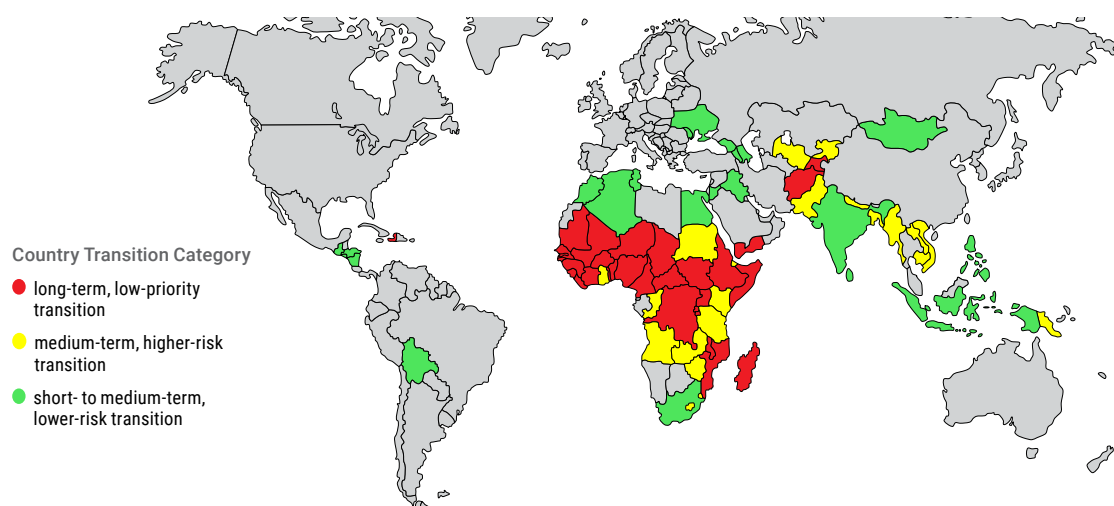 Country Transition Category
long-term, low-priority
transition
medium-term, higher-risk
transition
short- to medium-term,
lower-risk transition